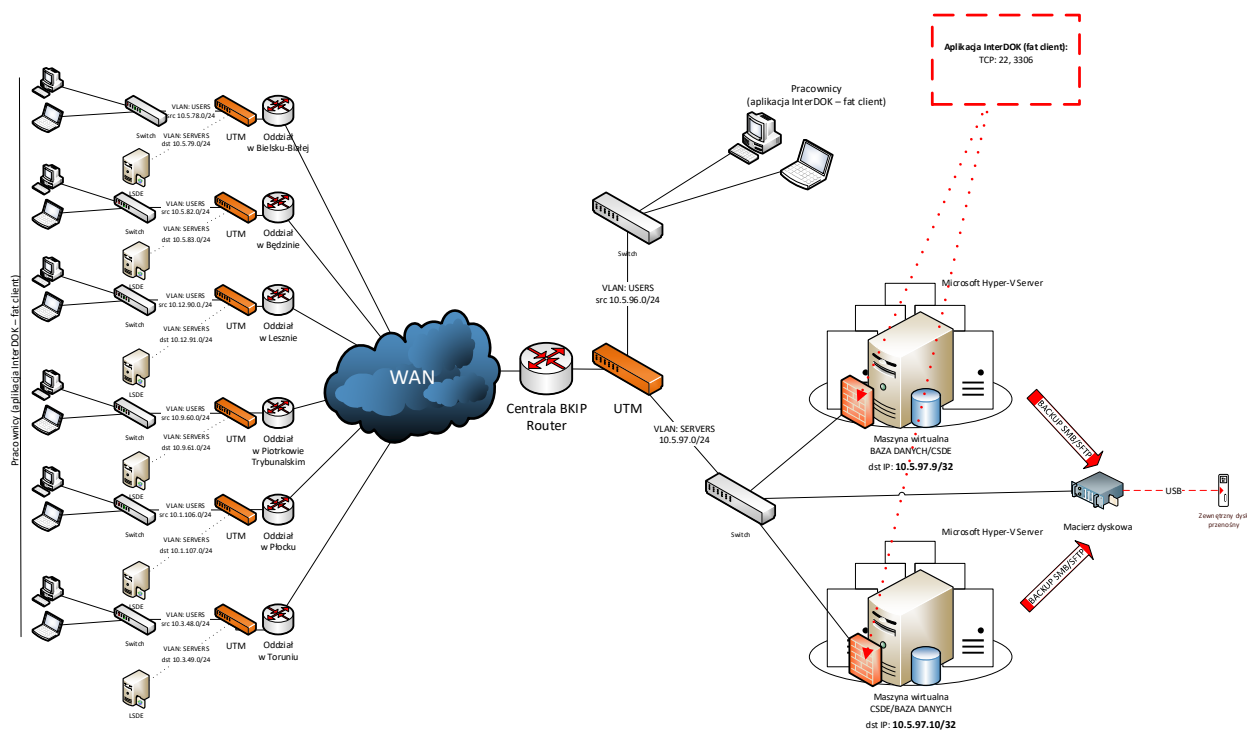 Aplikacja InterDOK (fat client):
TCP: 22, 3306
Pracownicy (aplikacja InterDOK – fat client)
VLAN: USERS
src 10.5.78.0/24
Switch
VLAN: SERVERS
dst 10.5.79.0/24
UTM
Oddział
w Bielsku-Białej
LSDE
VLAN: USERS
src 10.5.82.0/24
Switch
VLAN: SERVERS
dst 10.5.83.0/24
UTM
Oddział
w Będzinie
LSDE
VLAN: USERS
src 10.12.90.0/24
Switch
VLAN: SERVERS
dst 10.12.91.0/24
UTM
Oddział
w Lesznie
LSDE
VLAN: USERS
src 10.9.60.0/24
Switch
VLAN: SERVERS
dst 10.9.61.0/24
UTM
Oddział
w Piotrkowie
Trybunalskim
LSDE
VLAN: USERS
src 10.1.106.0/24
Switch
VLAN: SERVERS
dst 10.1.107.0/24
UTM
Oddział
w Płocku
LSDE
VLAN: USERS
src 10.3.48.0/24
Switch
VLAN: SERVERS
dst 10.3.49.0/24
UTM
Oddział
w Toruniu
LSDE
WAN
Centrala BKIP
Router
UTM
Pracownicy
(aplikacja InterDOK – fat client)
Switch
VLAN: USERS
src 10.5.96.0/24
VLAN: SERVERS
10.5.97.0/24
Switch
Microsoft Hyper-V Server
Maszyna wirtualna
BAZA DANYCH/CSDE
dst IP: 10.5.97.9/32
BACKUP SMB/SFTP
Macierz dyskowa
USB
Zewnętrzny dysk
przenośny
Microsoft Hyper-V Server
BACKUP SMB/SFTP
Maszyna wirtualna
CSDE/BAZA DANYCH
dst IP: 10.5.97.10/32